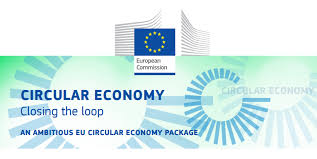 European
Commission
CIRCULAR ECONOMY
CIRCULAR ECONOMY
Closing the loop
AN AMBITIOUS EU CIRCULAR ECONOMY PACKAGE